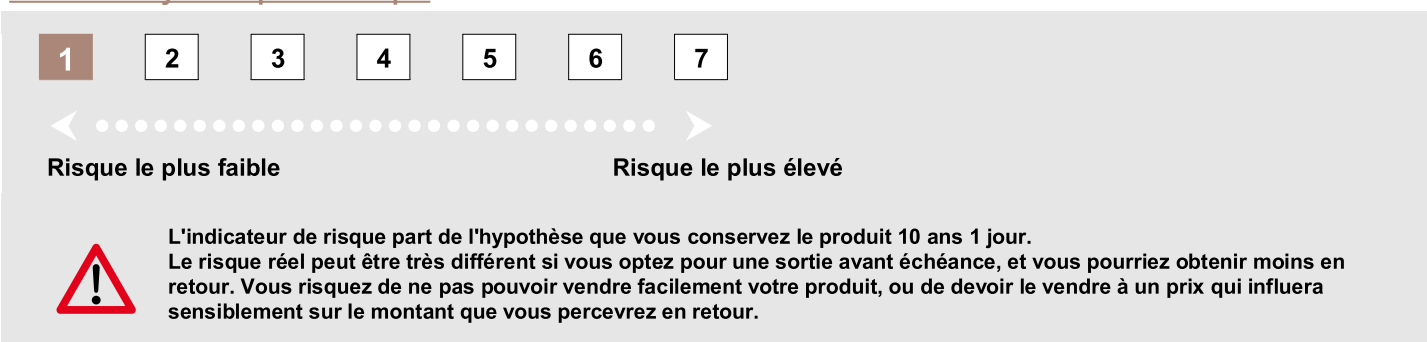 1 2 3 4 5 6 7
Risque le plus faible Risque le plus élevé
L'indicateur de risque part de l'hypothèse que vous conservez le produit 10 ans 1 jour.
Le risque réel peut être très différent si vous optez pour une sortie avant échéance, et vous pourriez obtenir moins en
retour. Vous risquez de ne pas pouvoir vendre facilement votre produit, ou de devoir le vendre à un prix qui influera
sensiblement sur le montant que vous percevrez en retour.